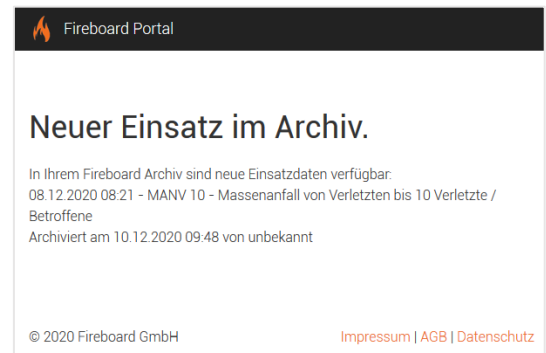 Fireboard Portal
Neuer Einsatz im Archiv.
In Ihrem Fireboard Archiv sind neue Einsatzdaten verfügbar:
08.12.2020 08:21 - MANV 10 - Massenanfall von Verletzten bis 10 Verletzte /
Betroffene
Archiviert am 10.12.2020 09:48 von unbekannt
© 2020 Fireboard GmbH Impressum | AGB | Datenschutz